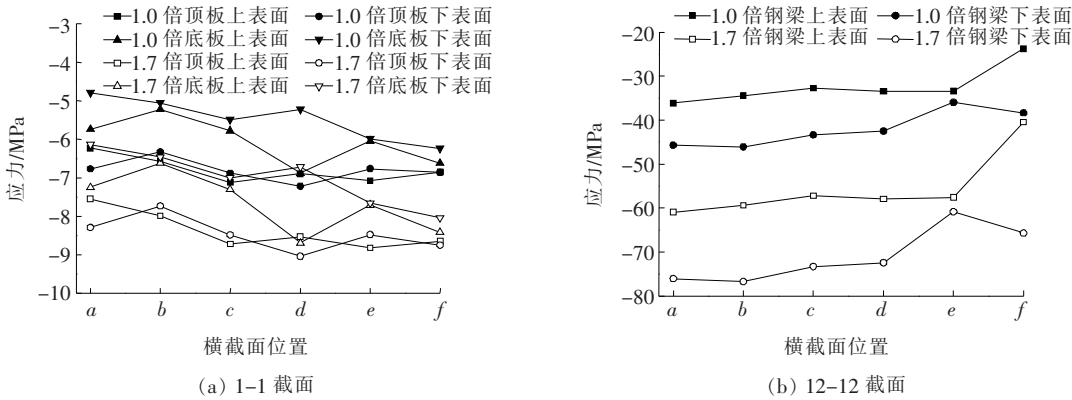 1.0 倍顶板上表面 1.0 倍顶板下表面
1.0 倍底板上表面 1.0 倍底板下表面
1.7 倍顶板上表面 1.7 倍顶板下表面
1.7 倍底板上表面 1.7 倍底板下表面
-3
-4
-5
-6
-7
-8
-9
-10
应力/MPa
a b c d e f
横截面位置
(a) 1-1 截面
1.0 倍钢梁上表面 1.0 倍钢梁下表面
1.7 倍钢梁上表面 1.7 倍钢梁下表面
-20
-30
-40
-50
-60
-70
-80
应力/MPa
a b c d e f
横截面位置
(b) 12-12 截面